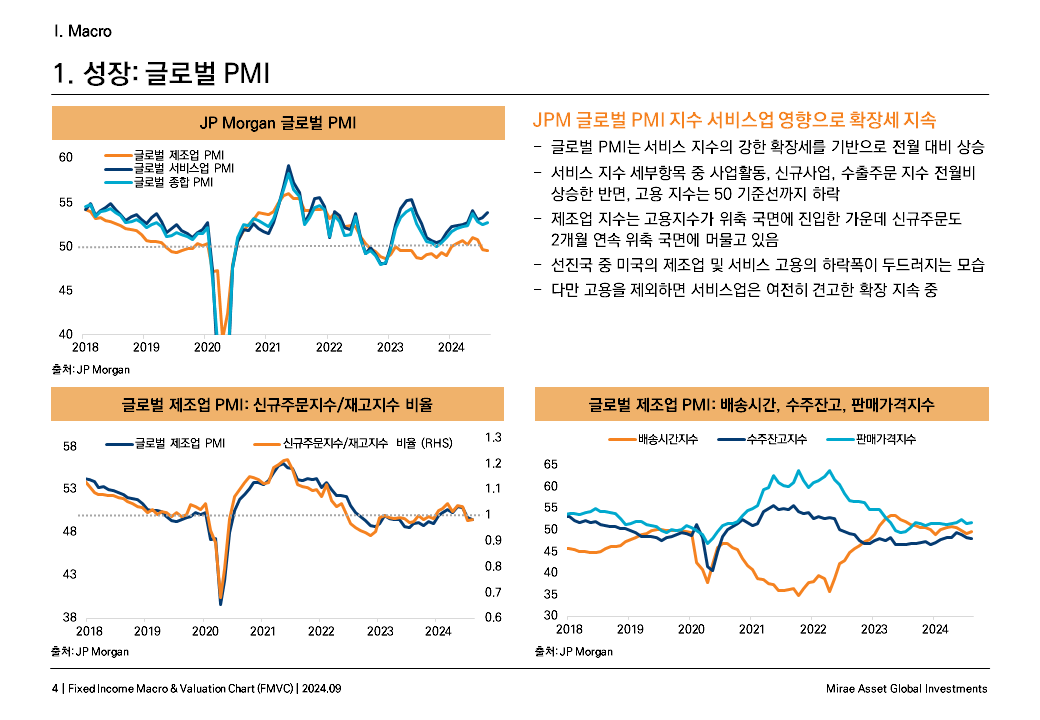 I. Macro
1. 성장: 글로벌 PMI
JP Morgan 글로벌 PMI
글로벌 제조업 PMI
글로벌 서비스업 PMI
글로벌 종합 PMI
60
55
50
45
40
2018 2019 2020 2021 2022 2023 2024
출처: JP Morgan
JPM 글로벌 PMI 지수 서비스업 영향으로 확장세 지속
– 글로벌 PMI는 서비스 지수의 강한 확장세를 기반으로 전월 대비 상승
– 서비스 지수 세부항목 중 사업활동, 신규사업, 수출주문 지수 전월비
상승한 반면, 고용 지수는 50 기준선까지 하락
– 제조업 지수는 고용지수가 위축 국면에 진입한 가운데 신규주문도
2개월 연속 위축 국면에 머물고 있음
– 선진국 중 미국의 제조업 및 서비스 고용의 하락폭이 두드러지는 모습
– 다만 고용을 제외하면 서비스업은 여전히 견고한 확장 지속 중
글로벌 제조업 PMI: 신규주문지수/재고지수 비율
글로벌 제조업 PMI 신규주문지수/재고지수 비율 (RHS)
58
53
48
43
38
1.3
1.2
1.1
1
0.9
0.8
0.7
0.6
2018 2019 2020 2021 2022 2023 2024
출처: JP Morgan
글로벌 제조업 PMI: 배송시간, 수주잔고, 판매가격지수
배송시간지수 수주잔고지수 판매가격지수
65
60
55
50
45
40
35
30
2018 2019 2020 2021 2022 2023 2024
출처: JP Morgan
4 | Fixed Income Macro & Valuation Chart (FMVC) | 2024.09
Mirae Asset Global Investments